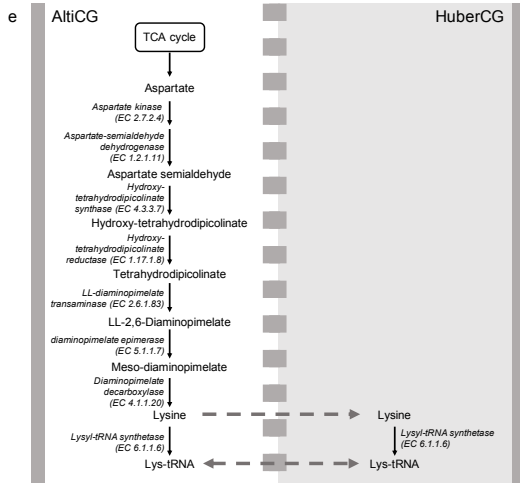 e
AltiCG
HuberCG
TCA cycle
Aspartate
Aspartate kinase
(EC 2.7.2.4)
Aspartate-semialdehyde
dehydrogenase
(EC 1.2.1.11)
Aspartate semialdehyde
Hydroxy-
tetrahydrodipicolinate
synthase (EC 4.3.3.7)
Hydroxy-tetrahydrodipicolinate
Hydroxy-
tetrahydrodipicolinate
reductase (EC 1.17.1.8)
Tetrahydrodipicolinate
LL-diaminopimelate
transaminase (EC 2.6.1.83)
LL-2,6-Diaminopimelate
diaminopimelate epimerase
(EC 5.1.1.7)
Meso-diaminopimelate
Diaminopimelate
decarboxylase
(EC 4.1.1.20)
Lysine
Lysine
Lysyl-tRNA synthetase
(EC 6.1.1.6)
Lysyl-tRNA synthetase
(EC 6.1.1.6)
Lys-tRNA
Lys-tRNA